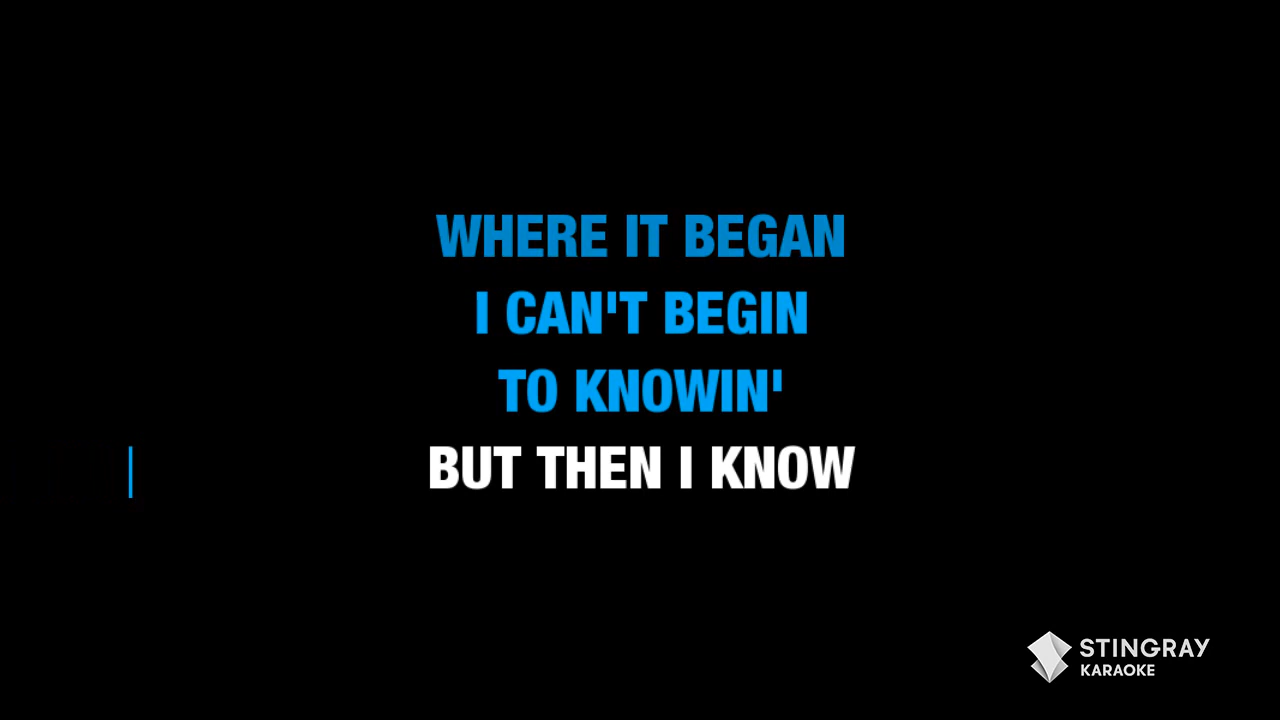 WHERE IT BEGAN
I CAN'T BEGIN
TO KNOWIN'
BUT THEN I KNOW
STINGRAY
KARAOKE